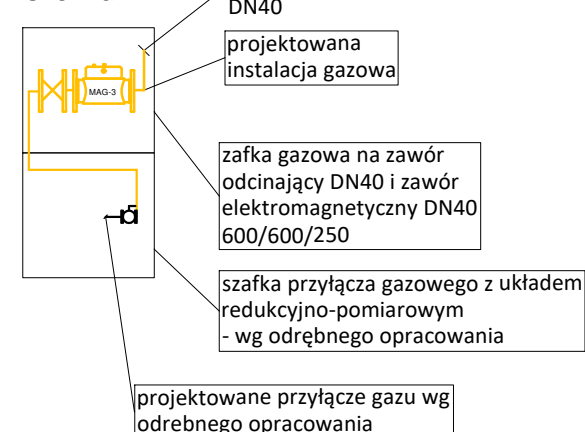 DN40
projektowana
instalacja gazowa
MAG-3
zafka gazowa na zawór
odcinający DN40 i zawór
elektromagnetyczny DN40
600/600/250
szafka przyłącza gazowego z układem
redukcyjno-pomiarowym
- wg odrębnego opracowania
projektowane przyłącze gazu wg
odrebnego opracowania